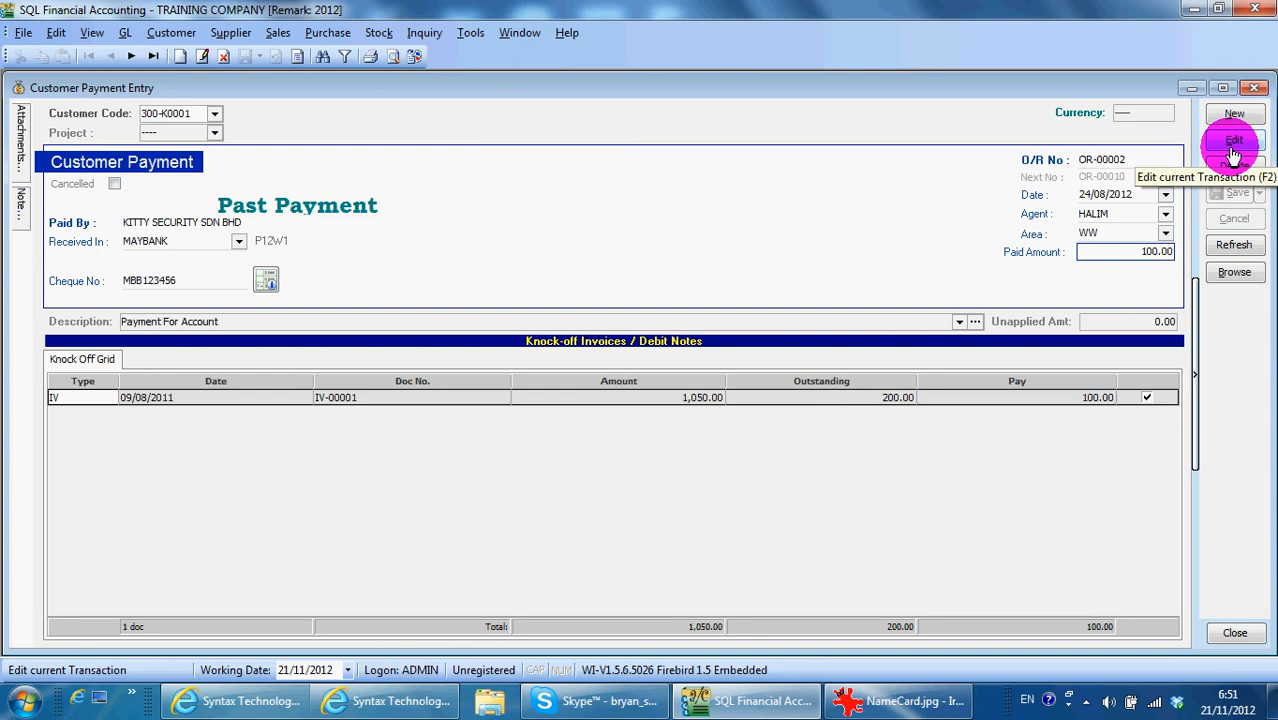 SQL Financial Accounting - TRAINING COMPANY [Remark: 2012]
File Edit View GL Customer Supplier Sales Purchase Stock Inquiry Tools Window Help
Customer Payment Entry
Attachments...
Note...
Customer Code: 300-K0001
Currency: ----
New
Project : ----
Edit
Customer Payment
O/R No : OR-00002
Delete
Cancelled
Next No : OR-00010
Edit current Transaction (F2)
Past Payment
Date : 24/08/2012
Save
Paid By : KITTY SECURITY SDN BHD
Agent : HALIM
Cancel
Received In : MAYBANK P12W1
Area : WW
Refresh
Paid Amount : 100.00
Browse
Cheque No : MBB123456
Description: Payment For Account
Unapplied Amt: 0.00
Knock-off Invoices / Debit Notes
Knock Off Grid
Type Date Doc No. Amount Outstanding Pay
IV 09/08/2011 IV-00001 1,050.00 200.00 100.00
1 doc Total: 1,050.00 200.00 100.00
Close
Edit current Transaction Working Date: 21/11/2012 Logon: ADMIN Unregistered CAP NUM WI-V1.5.6.5026 Firebird 1.5 Embedded
Syntax Technolog... Syntax Technolog... Skype™ - bryan_s... SQL Financial Acc... NameCard.jpg - Ir... EN 6:51
21/11/2012